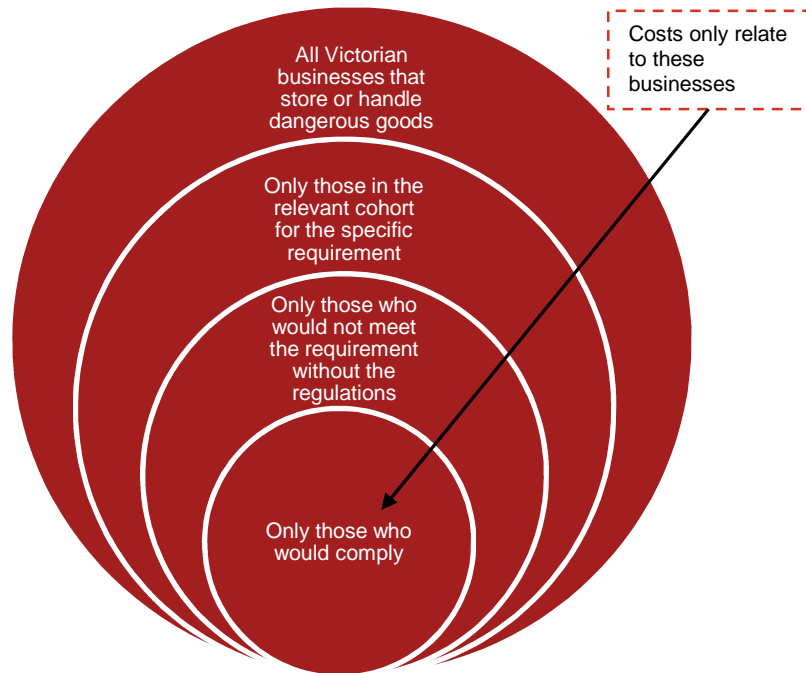 All Victorian
businesses that
store or handle
dangerous goods
Costs only relate
to these
businesses
Only those in the
relevant cohort
for the specific
requirement
Only those who
would not meet
the requirement
without the
regulations
Only those who
would comply